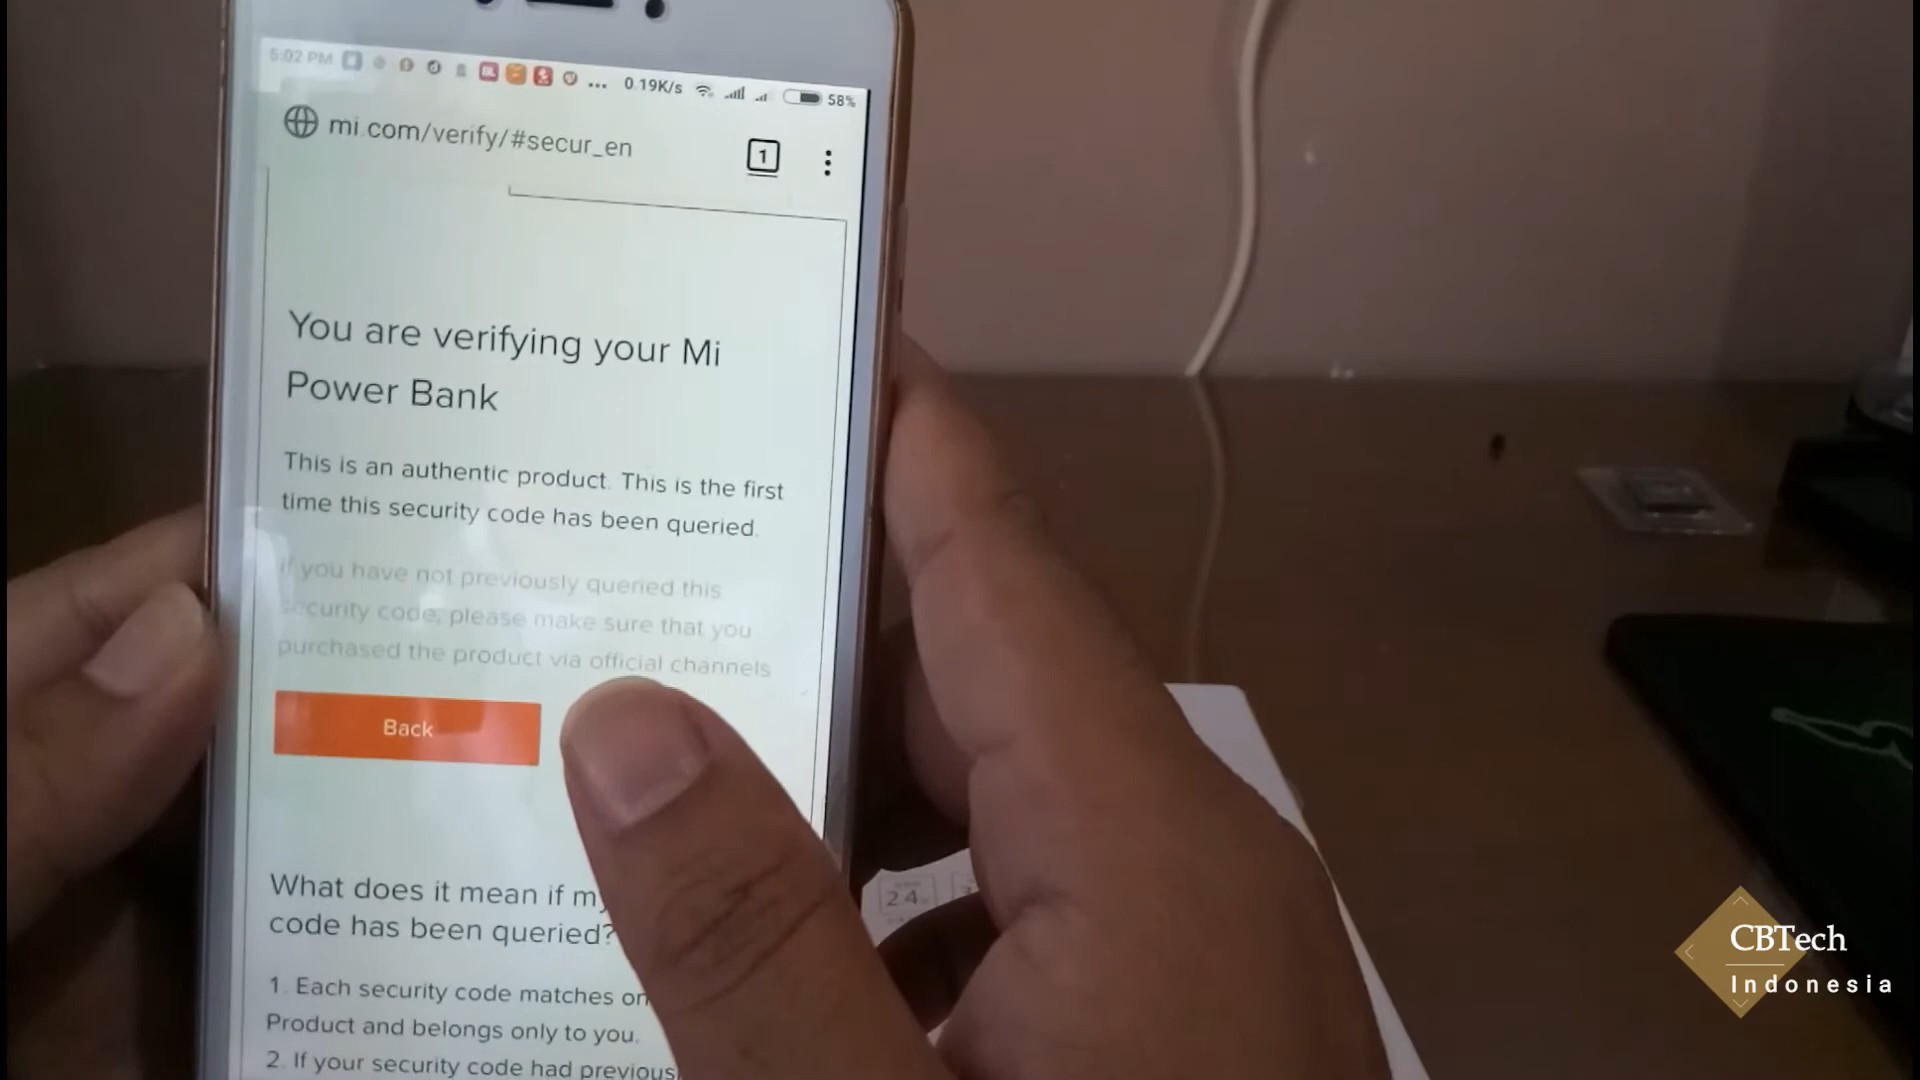 5:02 PM ... 0.19K/s 58%
mi.com/verify/#secur_en
1
You are verifying your Mi
Power Bank
This is an authentic product. This is the first
time this security code has been queried.
If you have not previously queried this
security code, please make sure that you
purchased the product via official channels
Back
What does it mean if my
code has been queried?
1. Each security code matches on
Product and belongs only to you.
2. If your security code had previous
24
CBTech
Indonesia